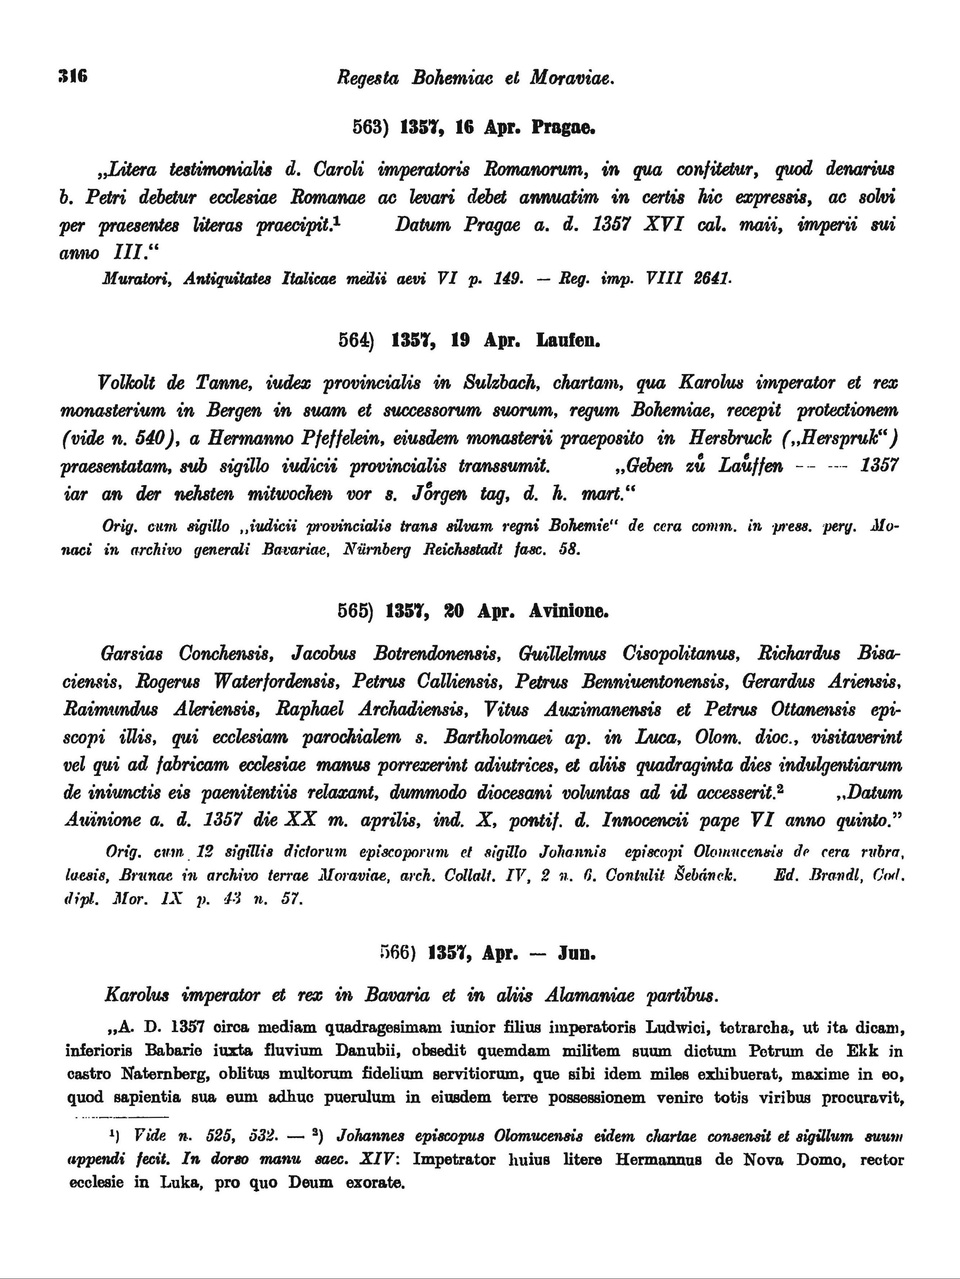 316
Regesta Bohemiae et Moraviae.
563) 1357, 16 Apr. Pragae.
„Litera testimonialis d. Caroli imperatoris Romanorum, in qua confitetur, quod denarius
b. Petri debetur ecclesiae Romanae ac levari debet annuatim in certis hic expressis, ac solvi
per praesentes literas praecipit.¹ Datum Pragae a. d. 1357 XVI cal. maii, imperii sui
anno III.“
Muratori, Antiquitates Italicae medii aevi VI p. 149. — Reg. imp. VIII 2641.
564) 1357, 19 Apr. Laufen.
Volkolt de Tanne, iudex provincialis in Sulzbach, chartam, qua Karolus imperator et rex
monasterium in Bergen in suam et successorum suorum, regum Bohemiae, recepit protectionem
(vide n. 540), a Hermanno Pfeffelein, eiusdem monasterii praeposito in Hersbruck („Herspruk“)
praesentatam, sub sigillo iudicii provincialis transsumit. „Geben zů Laůffen — — 1357
iar an der nehsten mitwochen vor s. Joͤrgen tag, d. h. mart.“
Orig. cum sigillo „iudicii provincialis trans silvam regni Bohemie“ de cera comm. in press. perg. Mo-
naci in archivo generali Bavariae, Nürnberg Reichsstadt fasc. 58.
565) 1357, 20 Apr. Avinione.
Garsias Conchensis, Jacobus Botrendonensis, Guillelmus Cisopolitanus, Richardus Bisa-
ciensis, Rogerus Waterfordensis, Petrus Calliensis, Petrus Benniuentonensis, Gerardus Ariensis,
Raimundus Aleriensis, Raphael Archadiensis, Vitus Auximanensis et Petrus Ottanensis epi-
scopi illis, qui ecclesiam parochialem s. Bartholomaei ap. in Luca, Olom. dioc., visitaverint
vel qui ad fabricam ecclesiae manus porrexerint adiutrices, et aliis quadraginta dies indulgentiarum
de iniunctis eis paenitentiis relaxant, dummodo diocesani voluntas ad id accesserit.² „Datum
Auinione a. d. 1357 die XX m. aprilis, ind. X, pontif. d. Innocencii pape VI anno quinto.”
Orig. cum 12 sigillis dictorum episcoporum et sigillo Johannis episcopi Olomucensis de cera rubra,
laesis, Brunae in archivo terrae Moraviae, arch. Collalt. IV, 2 n. 6. Contulit Šebánek. Ed. Brandl, Cod.
dipl. Mor. IX p. 43 n. 57.
566) 1357, Apr. — Jun.
Karolus imperator et rex in Bavaria et in aliis Alamaniae partibus.
„A. D. 1357 circa mediam quadragesimam iunior filius imperatoris Ludwici, tetrarcha, ut ita dicam,
inferioris Babarie iuxta fluvium Danubii, obsedit quemdam militem suum dictum Petrum de Ekk in
castro Naternberg, oblitus multorum fidelium servitiorum, que sibi idem miles exhibuerat, maxime in eo,
quod sapientia sua eum adhuc puerulum in eiusdem terre possessionem venire totis viribus procuravit,
¹) Vide n. 525, 532. — ²) Johannes episcopus Olomucensis eidem chartae consensit et sigillum suum
appendi fecit. In dorso manu saec. XIV: Impetrator huius litere Hermannus de Nova Domo, rector
ecclesie in Luka, pro quo Deum exorate.